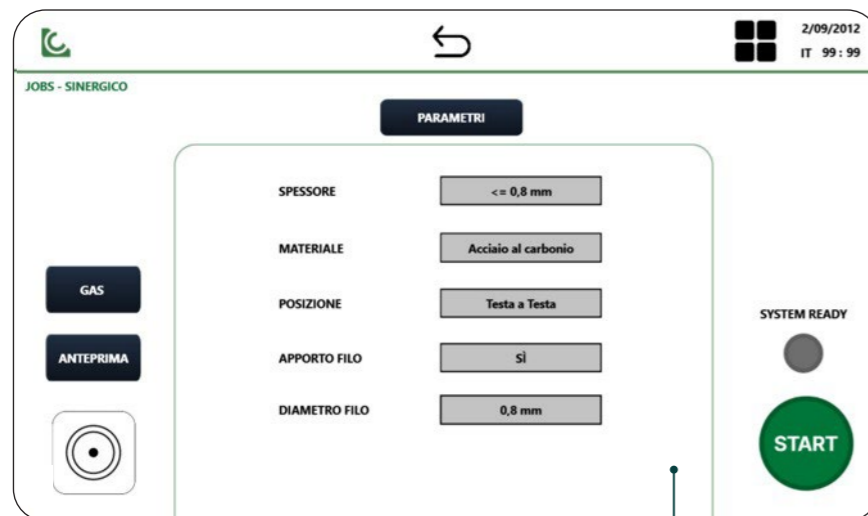 2/09/2012
IT 99 : 99
JOBS - SINERGICO
PARAMETRI
SPESSORE <= 0,8 mm
MATERIALE Acciaio al carbonio
GAS
POSIZIONE Testa a Testa
SYSTEM READY
ANTEPRIMA
APPORTO FILO SÌ
DIAMETRO FILO 0,8 mm
START